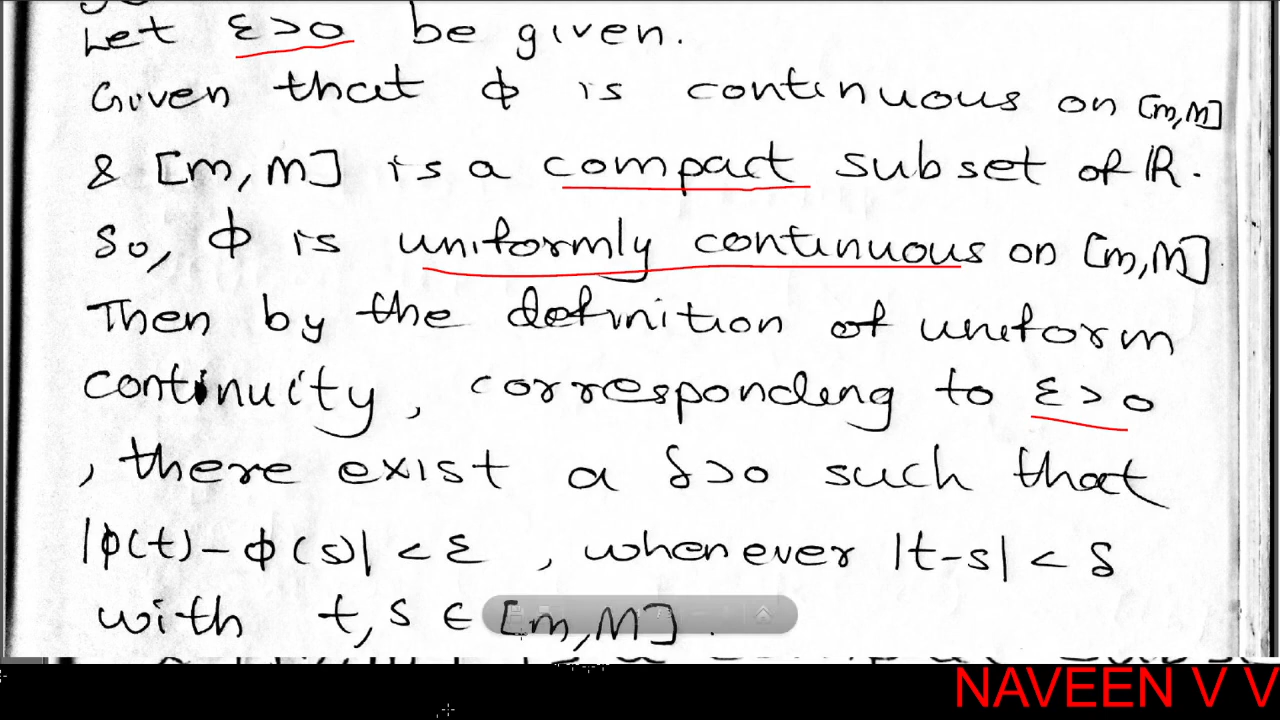 Let ε>0 be given.
Given that ϕ is continuous on [m,M]
& [m,M] is a compact subset of ℝ.
So, ϕ is uniformly continuous on [m,M]
Then by the definition of uniform
continuity, corresponding to ε>0
, there exist a δ>0 such that
|ϕ(t)-ϕ(s)| <ε , whenever |t-s| < δ
with t,s ∈ [m,M].
NAVEEN V V